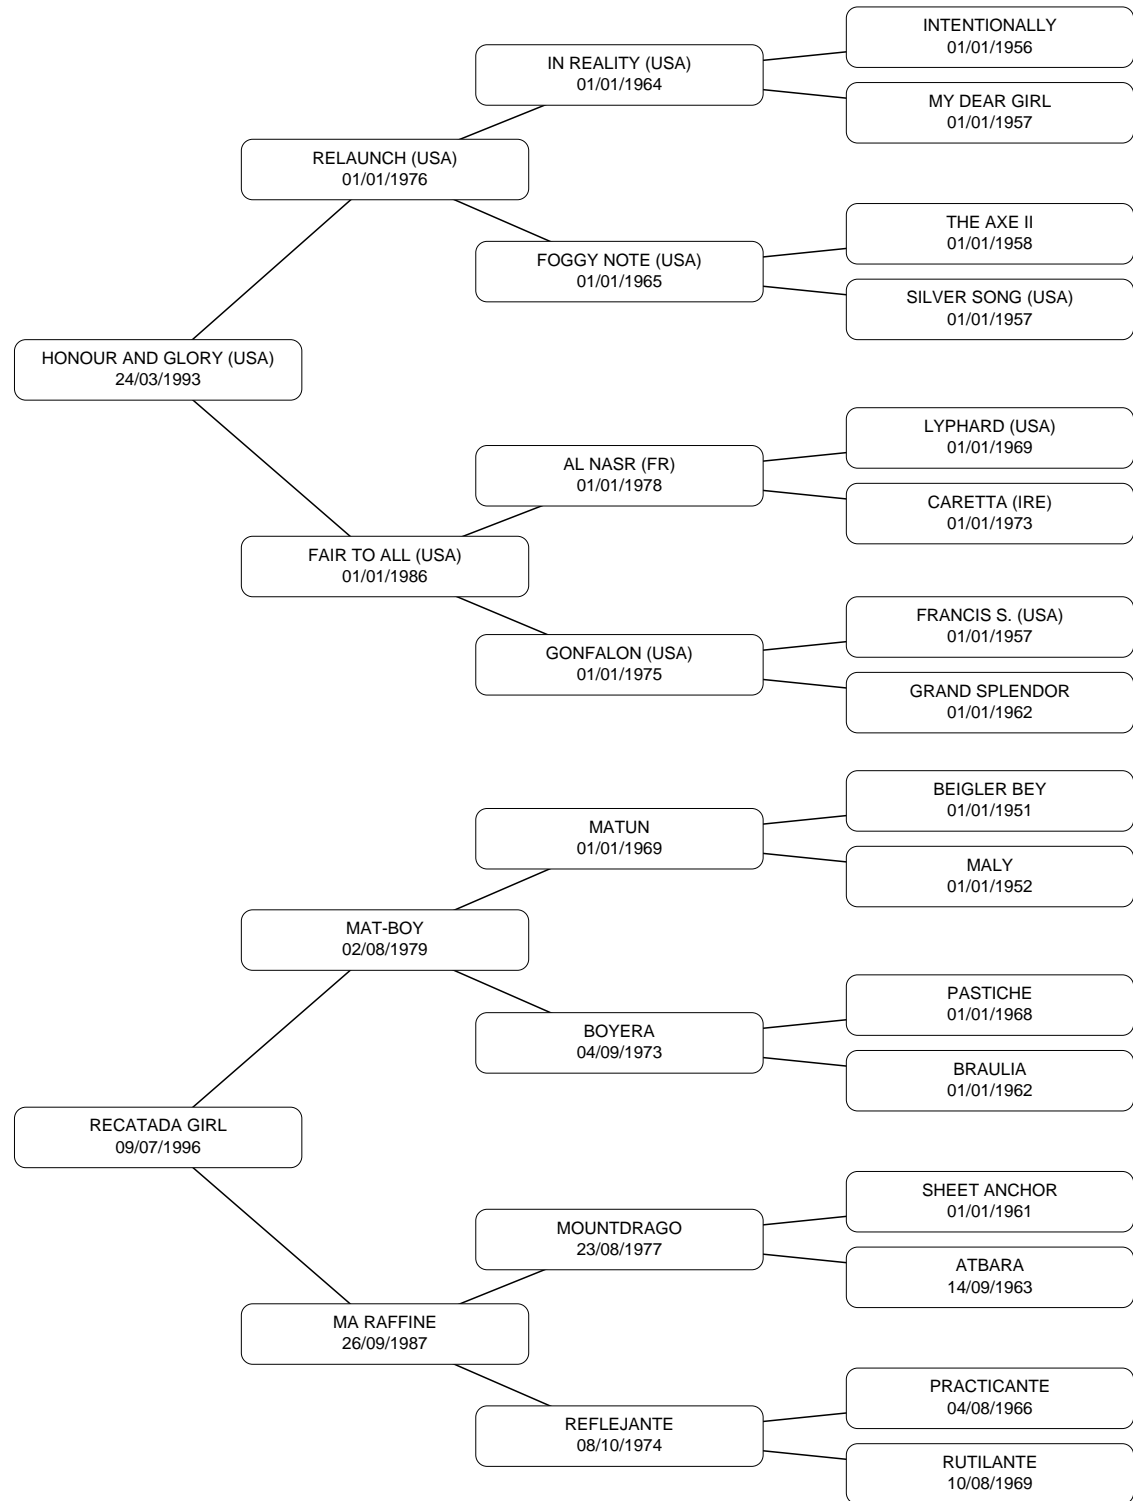 INTENTIONALLY
01/01/1956
IN REALITY (USA)
01/01/1964
MY DEAR GIRL
01/01/1957
RELAUNCH (USA)
01/01/1976
THE AXE II
01/01/1958
FOGGY NOTE (USA)
01/01/1965
SILVER SONG (USA)
01/01/1957
HONOUR AND GLORY (USA)
24/03/1993
LYPHARD (USA)
01/01/1969
AL NASR (FR)
01/01/1978
CARETTA (IRE)
01/01/1973
FAIR TO ALL (USA)
01/01/1986
FRANCIS S. (USA)
01/01/1957
GONFALON (USA)
01/01/1975
GRAND SPLENDOR
01/01/1962
BEIGLER BEY
01/01/1951
MATUN
01/01/1969
MALY
01/01/1952
MAT-BOY
02/08/1979
PASTICHE
01/01/1968
BOYERA
04/09/1973
BRAULIA
01/01/1962
RECATADA GIRL
09/07/1996
SHEET ANCHOR
01/01/1961
MOUNTDRAGO
23/08/1977
ATBARA
14/09/1963
MA RAFFINE
26/09/1987
PRACTICANTE
04/08/1966
REFLEJANTE
08/10/1974
RUTILANTE
10/08/1969